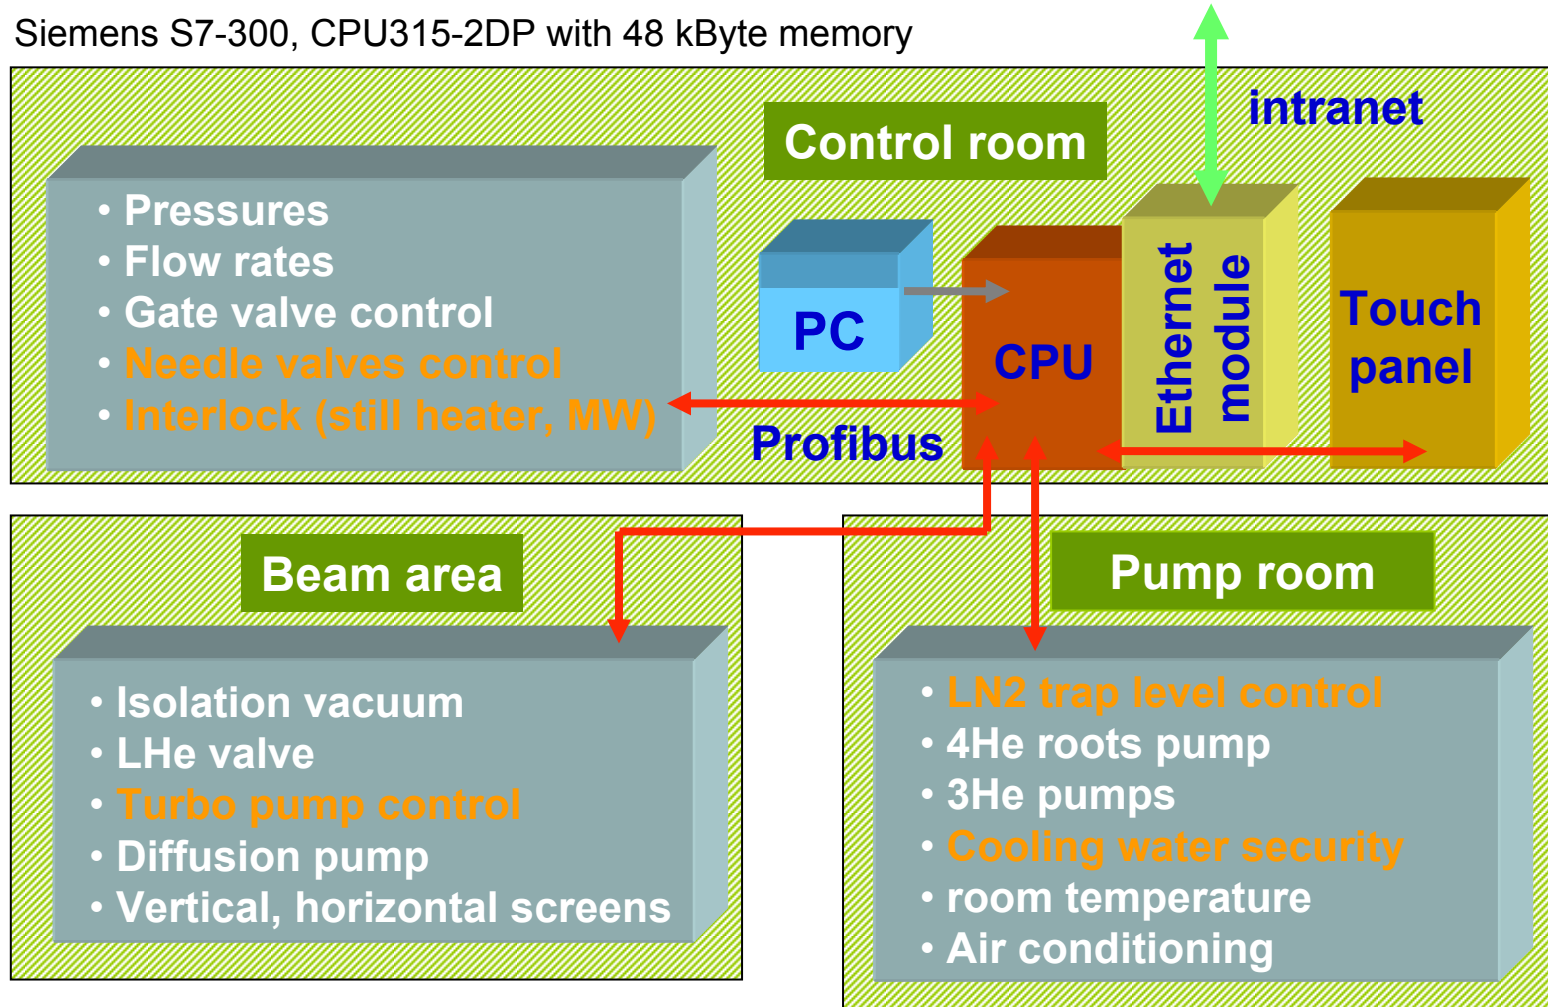 Siemens S7-300, CPU315-2DP with 48 kByte memory
intranet
Control room
• Pressures
• Flow rates
• Gate valve control
• Needle valves control
• Interlock (still heater, MW)
PC
CPU
Ethernet
module
Touch
panel
Profibus
Beam area
• Isolation vacuum
• LHe valve
• Turbo pump control
• Diffusion pump
• Vertical, horizontal screens
Pump room
• LN2 trap level control
• 4He roots pump
• 3He pumps
• Cooling water security
• room temperature
• Air conditioning